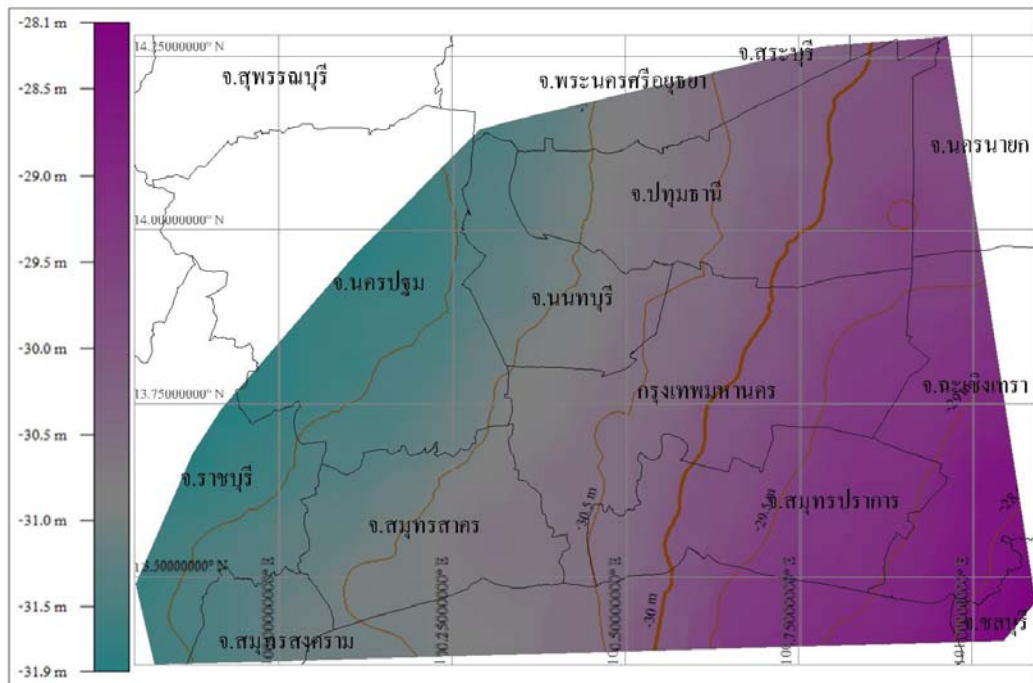 -28.1 m
-28.5 m
-29.0 m
-29.5 m
-30.0 m
-30.5 m
-31.0 m
-31.5 m
-31.9 m
14.25000000° N
14.00000000° N
13.75000000° N
13.50000000° N
จ.สุพรรณบุรี
จ.พระนครศรีอยุธยา
จ.สระบุรี
จ.นครนายก
จ.ปทุมธานี
จ.นครปฐม
จ.นนทบุรี
กรุงเทพมหานคร
จ.ฉะเชิงเทรา
จ.ราชบุรี
จ.สมุทรสาคร
จ.สมุทรปราการ
จ.สมุทรสงคราม
จ.ชลบุรี
-30.5 m
-30 m
-29.5 m
100.25000000° E
100.50000000° E
100.75000000° E